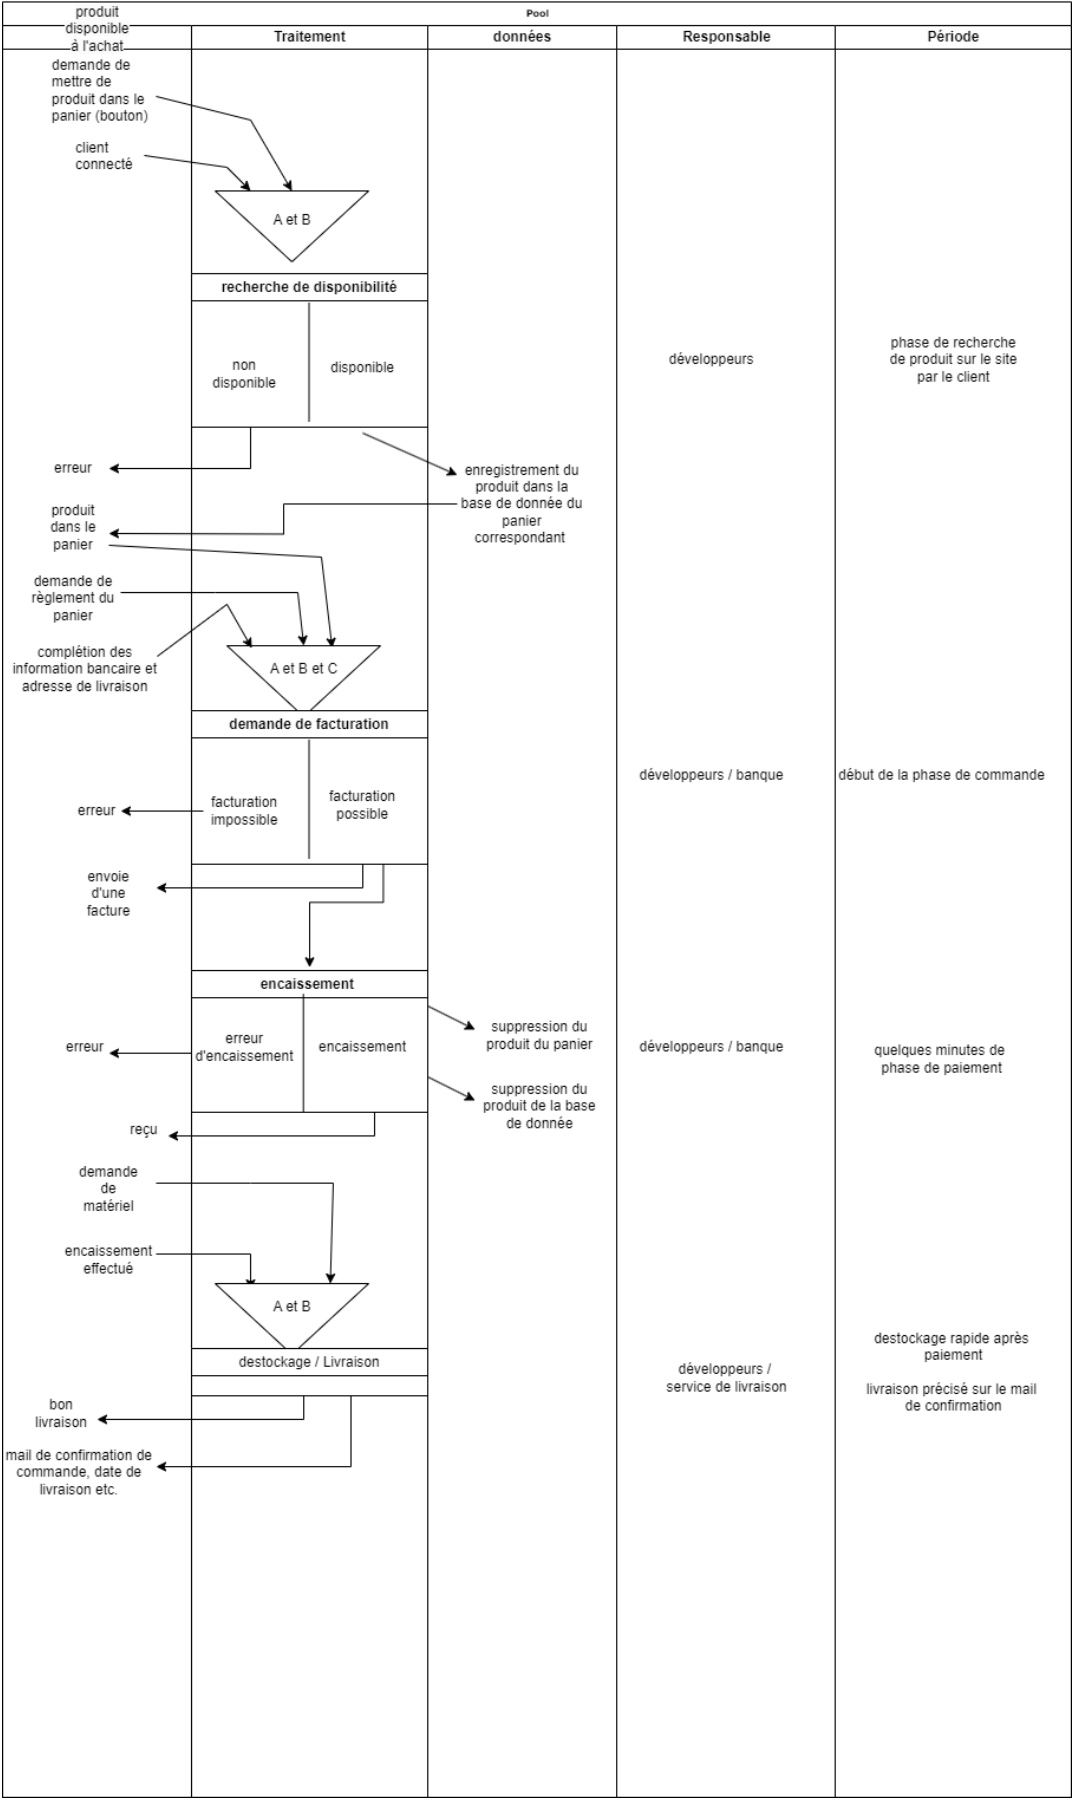 Pool
produit
disponible
à l'achat
Traitement
données
Responsable
Période
demande de
mettre de
produit dans le
panier (bouton)
client
connecté
A et B
recherche de disponibilité
non
disponible
disponible
développeurs
phase de recherche
de produit sur le site
par le client
erreur
enregistrement du
produit dans la
base de donnée du
panier
correspondant
produit
dans le
panier
demande de
règlement du
panier
complétion des
information bancaire et
adresse de livraison
A et B et C
demande de facturation
facturation
impossible
facturation
possible
développeurs / banque
début de la phase de commande
erreur
envoie
d'une
facture
encaissement
erreur
d'encaissement
encaissement
erreur
suppression du
produit du panier
développeurs / banque
quelques minutes de
phase de paiement
suppression du
produit de la base
de donnée
reçu
demande
de
matériel
encaissement
effectué
A et B
destockage / Livraison
développeurs /
service de livraison
destockage rapide après
paiement
livraison précisé sur le mail
de confirmation
bon
livraison
mail de confirmation de
commande, date de
livraison etc.